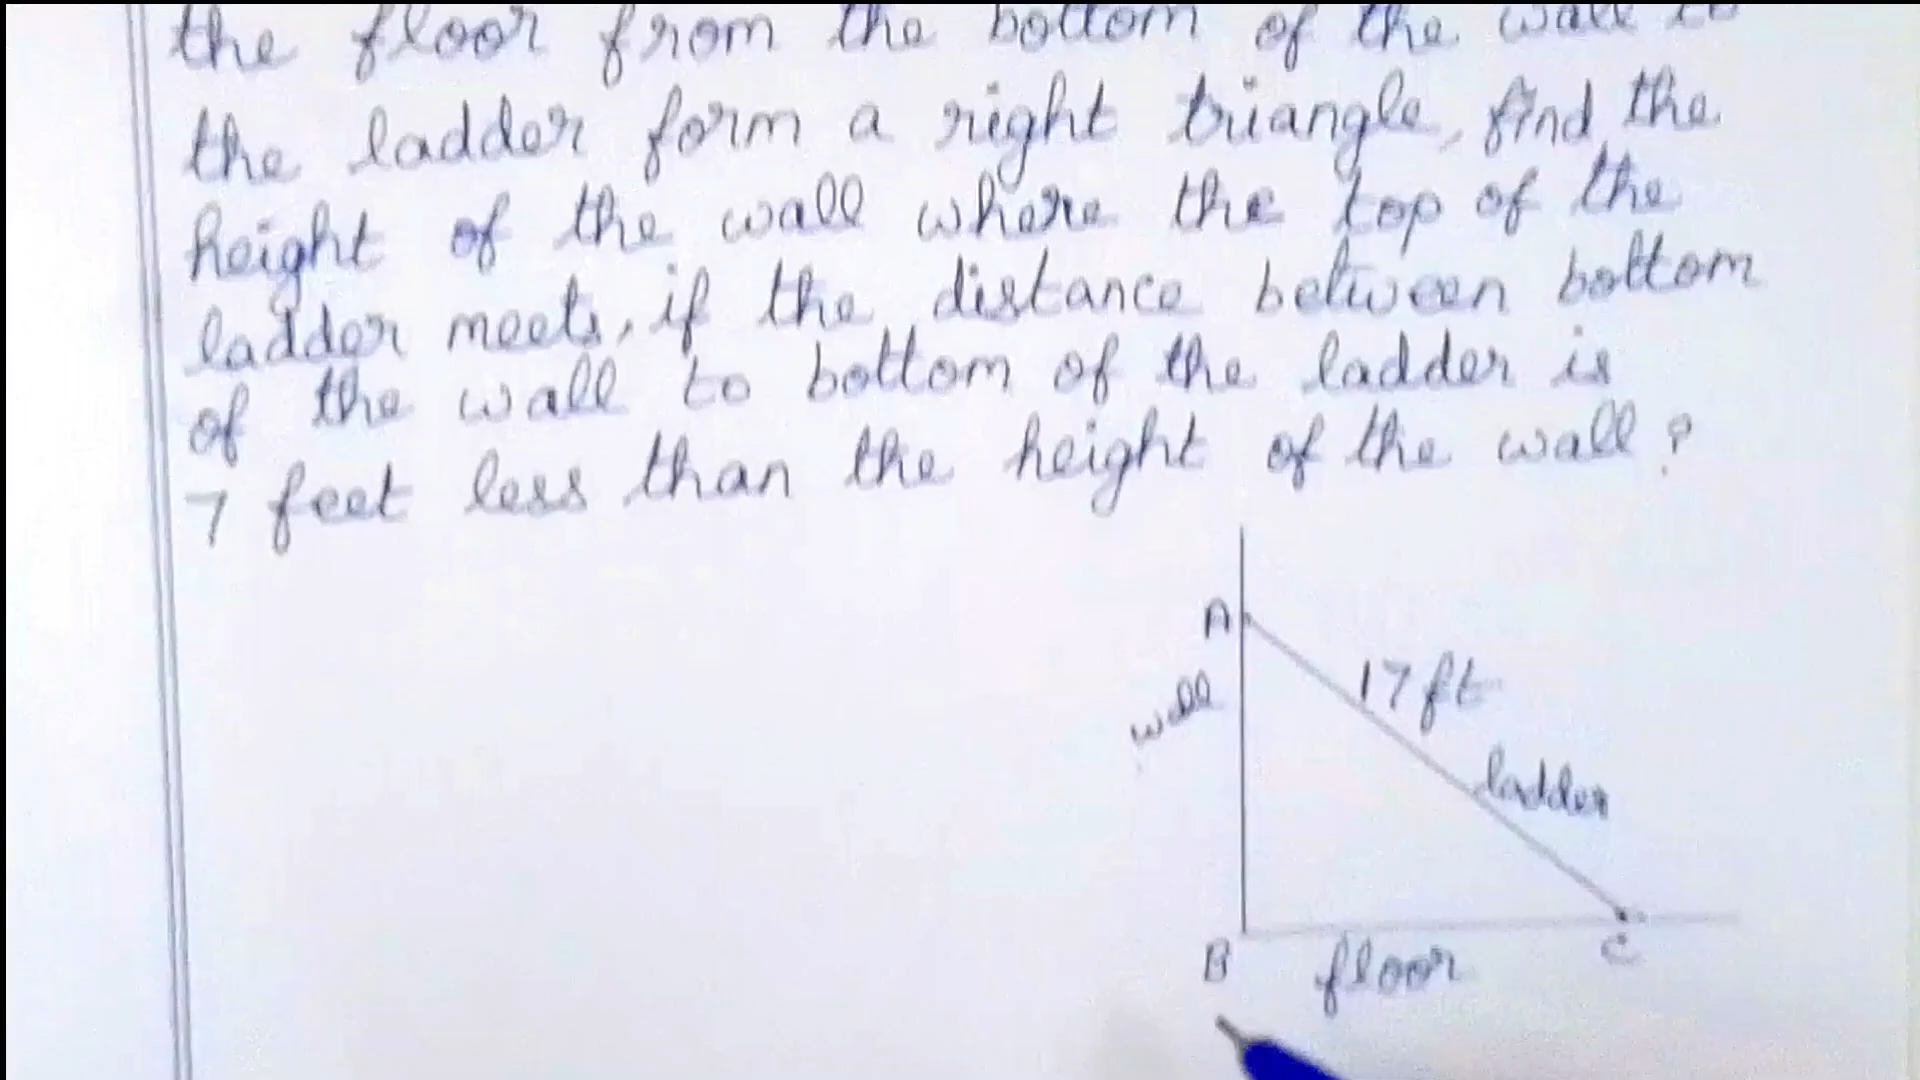 the floor from the bottom of the wall to
the ladder form a right triangle, find the
height of the wall where the top of the
ladder meets, if the distance between bottom
of the wall to bottom of the ladder is
7 feet less than the height of the wall?
A
17 ft
wall
ladder
B floor C